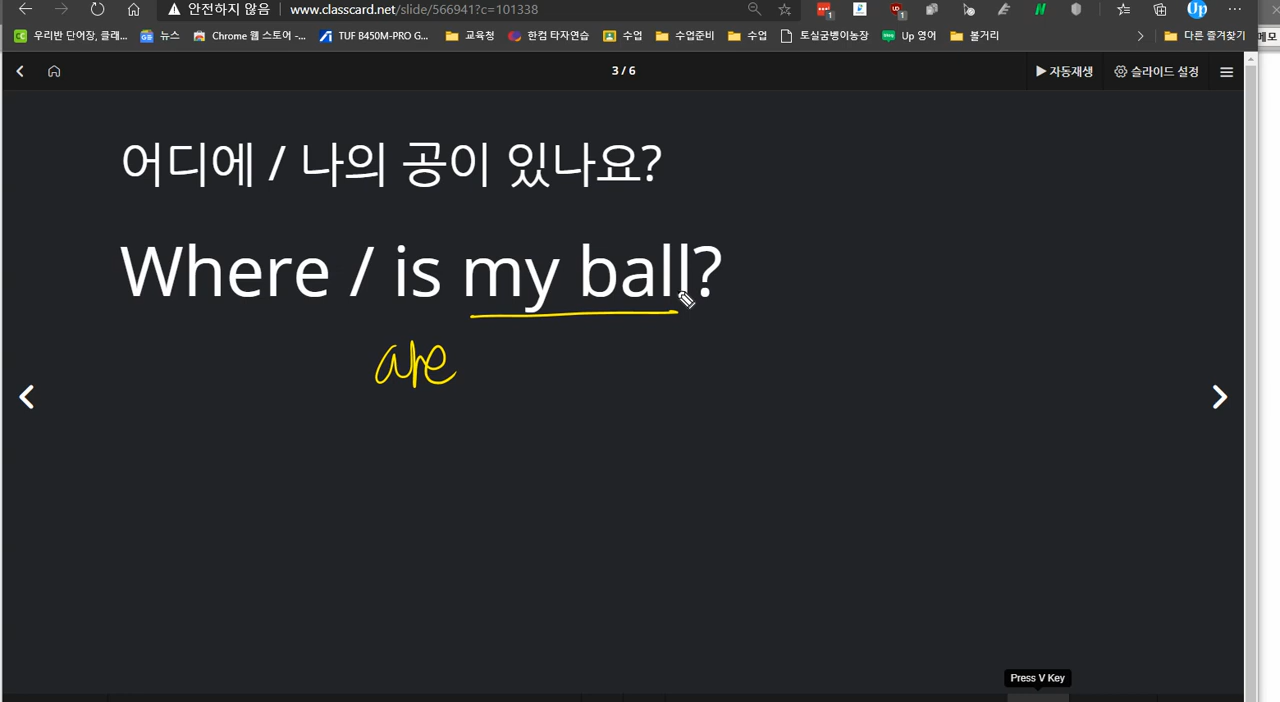 안전하지 않음 www.classcard.net/slide/566941?c=101338
우리반 단어장, 클래... 뉴스 Chrome 웹 스토어 -... TUF B450M-PRO G... 교육청 한컴 타자연습 수업 수업준비 수업 토실굼벵이농장 Up 영어 볼거리 다른 즐겨찾기 메모
3 / 6 자동재생 슬라이드 설정
어디에 / 나의 공이 있나요?
Where / is my ball?
are
Press V Key